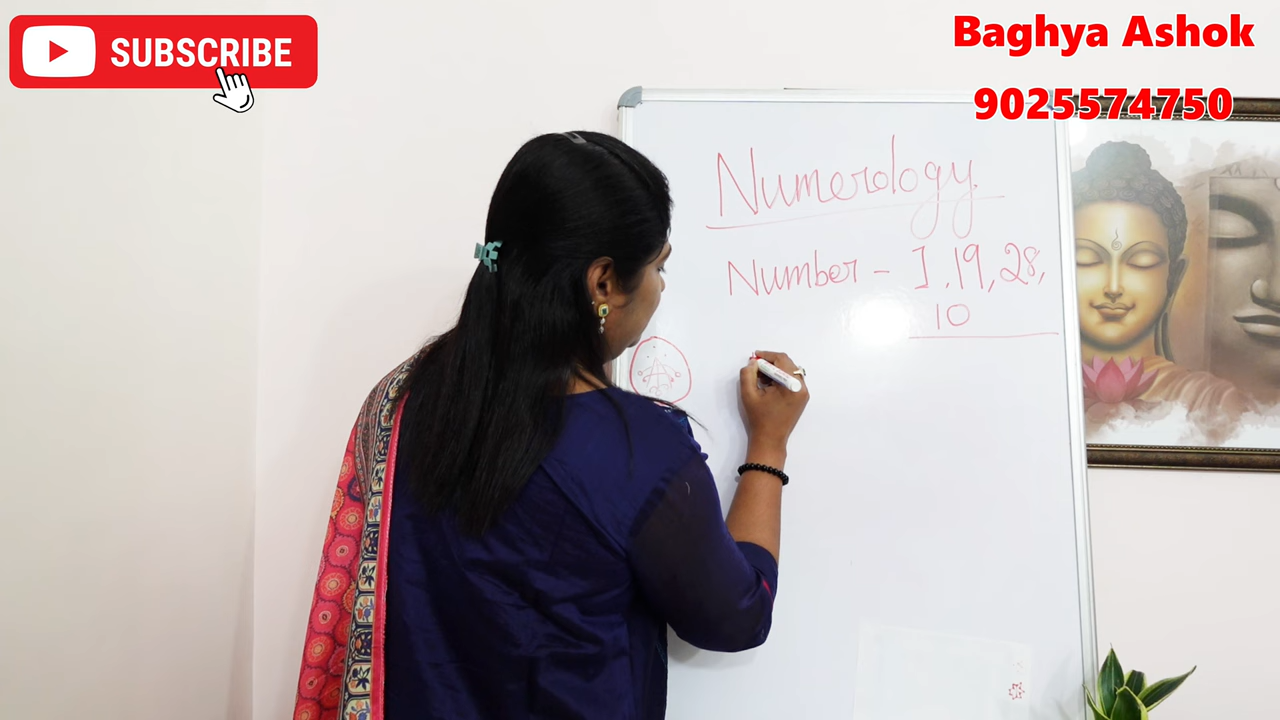 SUBSCRIBE
Baghya Ashok
9025574750
Numerology
Number - 1, 19, 28,
10